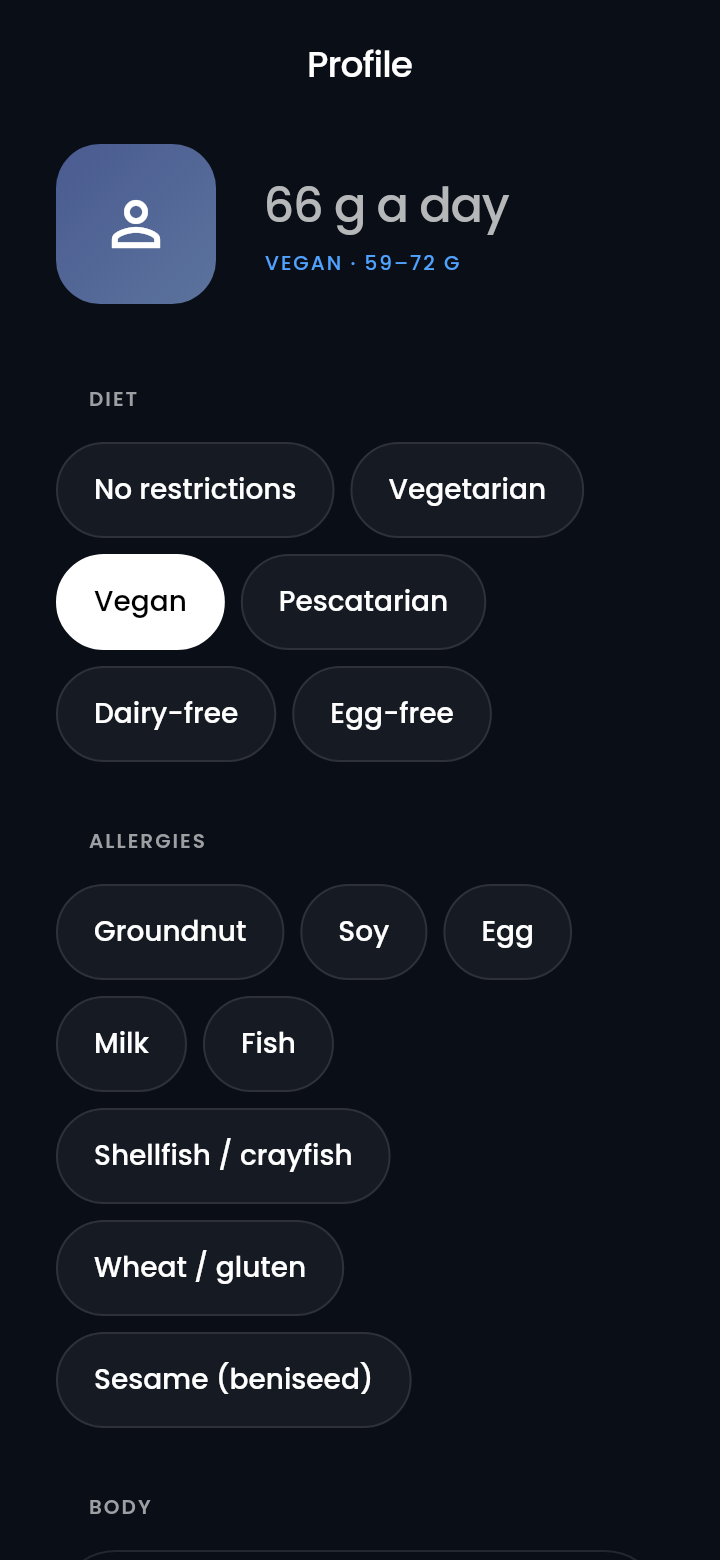 Profile
66 g a day
VEGAN · 59–72 G
DIET
No restrictions
Vegetarian
Vegan
Pescatarian
Dairy-free
Egg-free
ALLERGIES
Groundnut
Soy
Egg
Milk
Fish
Shellfish / crayfish
Wheat / gluten
Sesame (beniseed)
BODY